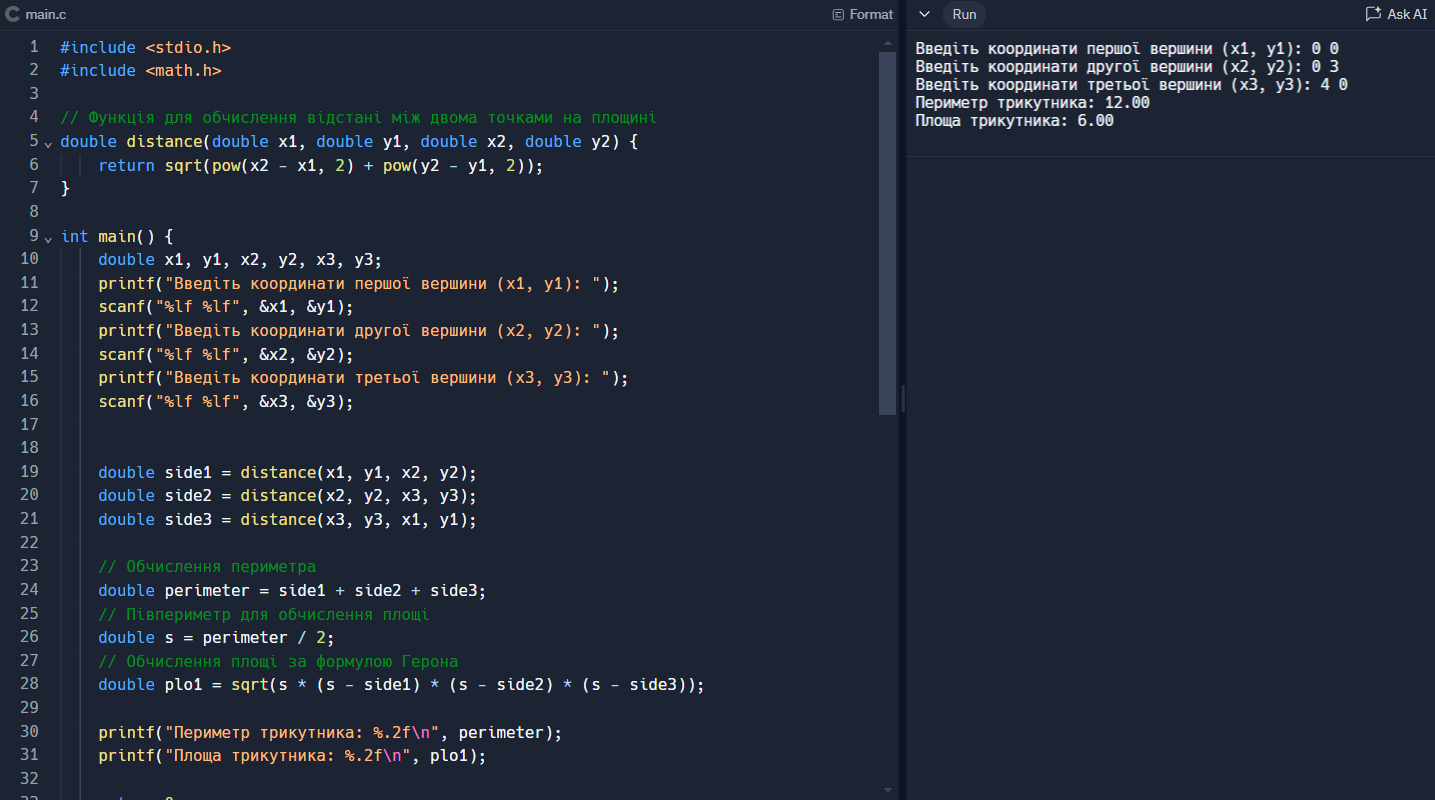 main.c
Format
Run
Ask AI
1 #include <stdio.h>
2 #include <math.h>
3
4 // Функція для обчислення відстані між двома точками на площині
5 double distance(double x1, double y1, double x2, double y2) {
6     return sqrt(pow(x2 - x1, 2) + pow(y2 - y1, 2));
7 }
8
9 int main() {
10     double x1, y1, x2, y2, x3, y3;
11     printf("Введіть координати першої вершини (x1, y1): ");
12     scanf("%lf %lf", &x1, &y1);
13     printf("Введіть координати другої вершини (x2, y2): ");
14     scanf("%lf %lf", &x2, &y2);
15     printf("Введіть координати третьої вершини (x3, y3): ");
16     scanf("%lf %lf", &x3, &y3);
17
18
19     double side1 = distance(x1, y1, x2, y2);
20     double side2 = distance(x2, y2, x3, y3);
21     double side3 = distance(x3, y3, x1, y1);
22
23     // Обчислення периметра
24     double perimeter = side1 + side2 + side3;
25     // Півпериметр для обчислення площі
26     double s = perimeter / 2;
27     // Обчислення площі за формулою Герона
28     double plo1 = sqrt(s * (s - side1) * (s - side2) * (s - side3));
29
30     printf("Периметр трикутника: %.2f\n", perimeter);
31     printf("Площа трикутника: %.2f\n", plo1);
32
Введіть координати першої вершини (x1, y1): 0 0
Введіть координати другої вершини (x2, y2): 0 3
Введіть координати третьої вершини (x3, y3): 4 0
Периметр трикутника: 12.00
Площа трикутника: 6.00